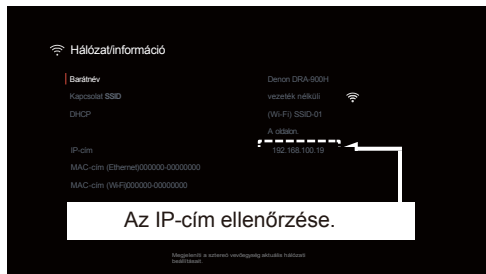 Hálózat/információ
Barátnév Denon DRA-900H
Kapcsolat SSID vezeték nélküli
DHCP (Wi-Fi) SSID-01
A oldalon.
IP-cím 192.168.100.19
MAC-cím (Ethernet)000000-00000000
MAC-cím (Wi-Fi)000000-00000000
Az IP-cím ellenőrzése.
Megjeleníti a sztereó vevőegység aktuális hálózati
beállításait.